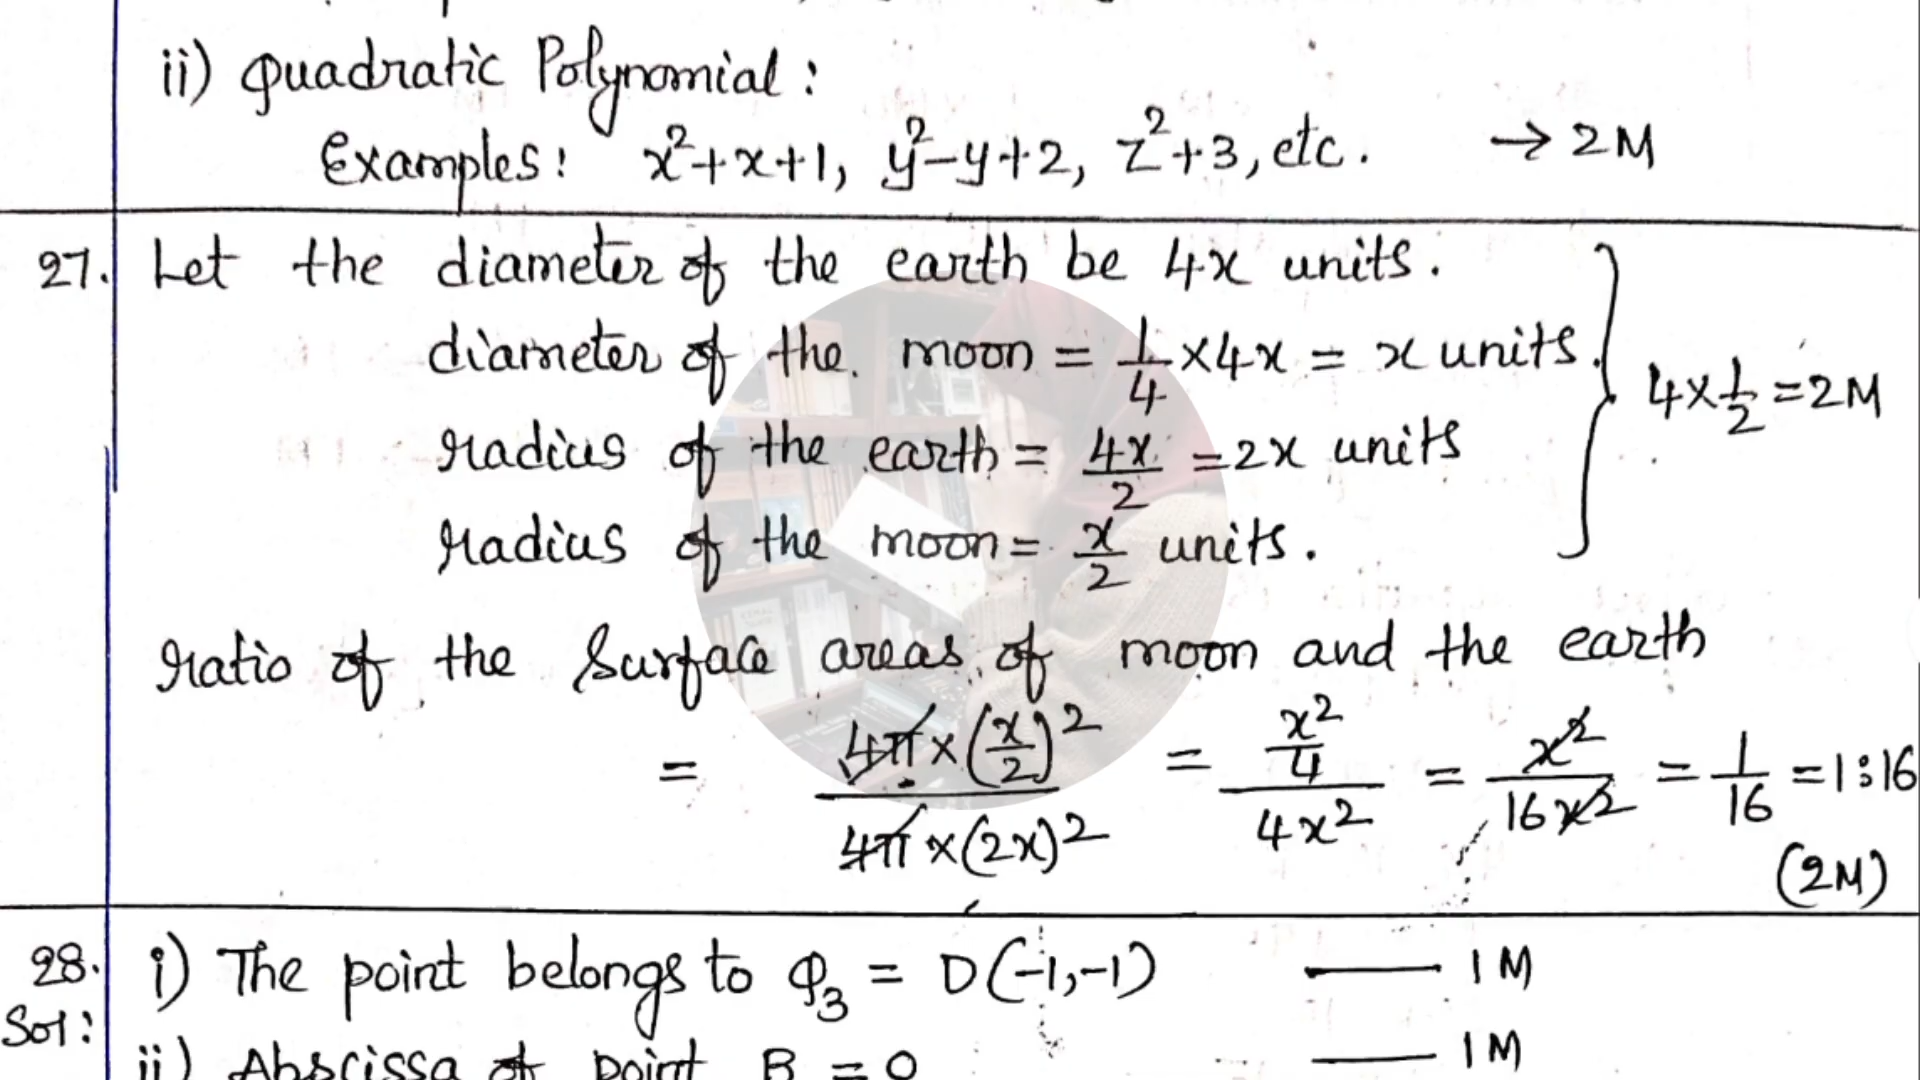 ii) Quadratic Polynomial:
Examples: x²+x+1, y²-y+2, z²+3, etc. → 2M
27. Let the diameter of the earth be 4x units.
diameter of the moon = 1/4 × 4x = x units.
radius of the earth = 4x/2 = 2x units
radius of the moon = x/2 units.
4×1/2 = 2M
ratio of the surface areas of moon and the earth
= 4π×(x/2)² / 4π×(2x)² = (x²/4) / 4x² = x²/16x² = 1/16 = 1:16
(2M)
28. i) The point belongs to Q₃ = D(-1,-1) — 1M
Sol:
ii) Abscissa of point B = 0 — 1M